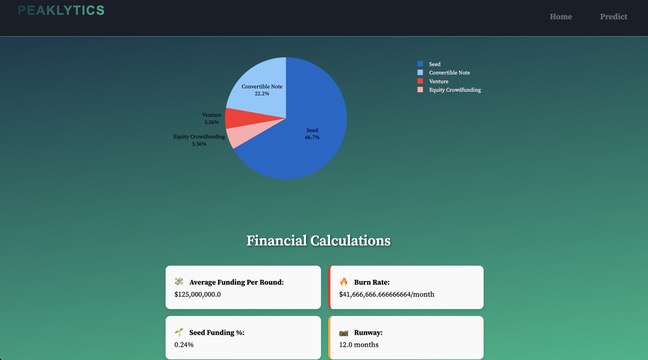 PEAKLYTICS
Home Predict
Seed
Convertible Note
Venture
Equity Crowdfunding
Convertible Note
22.2%
Venture
5.56%
Equity Crowdfunding
5.56%
Seed
66.7%
Financial Calculations
💸 Average Funding Per Round:
$125,000,000.0
🔥 Burn Rate:
$41,666,666.666666664/month
🌱 Seed Funding %:
0.24%
Runway:
12.0 months